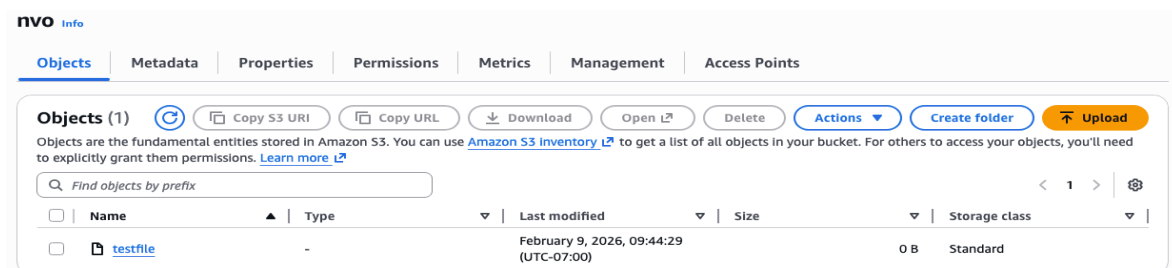 nvo Info
Objects Metadata Properties Permissions Metrics Management Access Points
Objects (1) Copy S3 URI Copy URL Download Open Delete Actions Create folder Upload
Objects are the fundamental entities stored in Amazon S3. You can use Amazon S3 inventory to get a list of all objects in your bucket. For others to access your objects, you'll need
to explicitly grant them permissions. Learn more
Find objects by prefix 1
Name Type Last modified Size Storage class
testfile - February 9, 2026, 09:44:29 0 B Standard
(UTC-07:00)